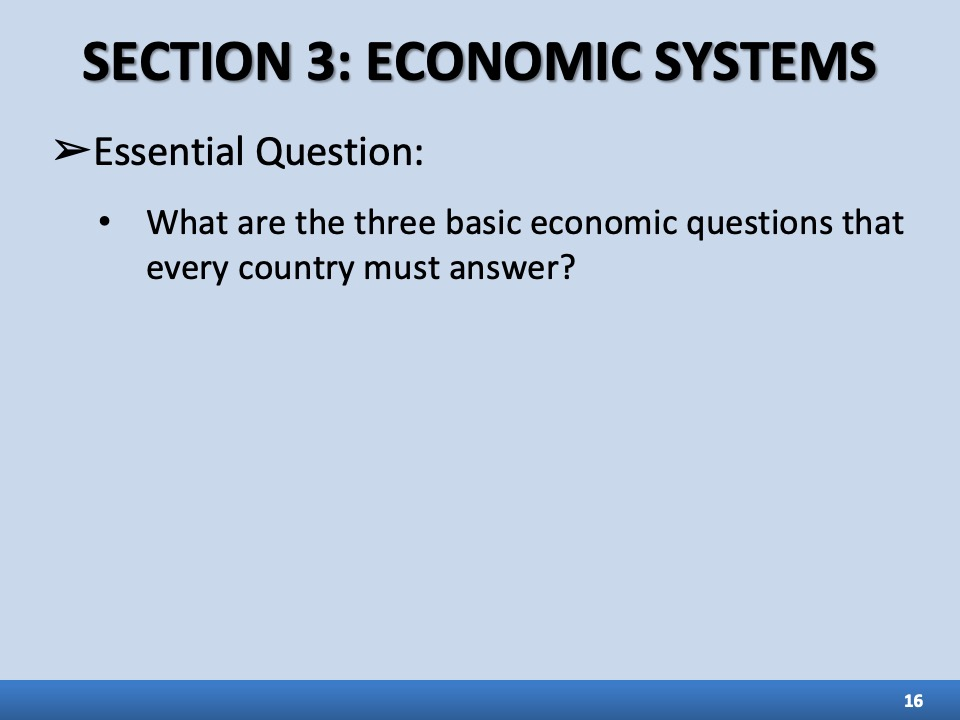 SECTION 3: ECONOMIC SYSTEMS
➢Essential Question:
• What are the three basic economic questions that
every country must answer?
16